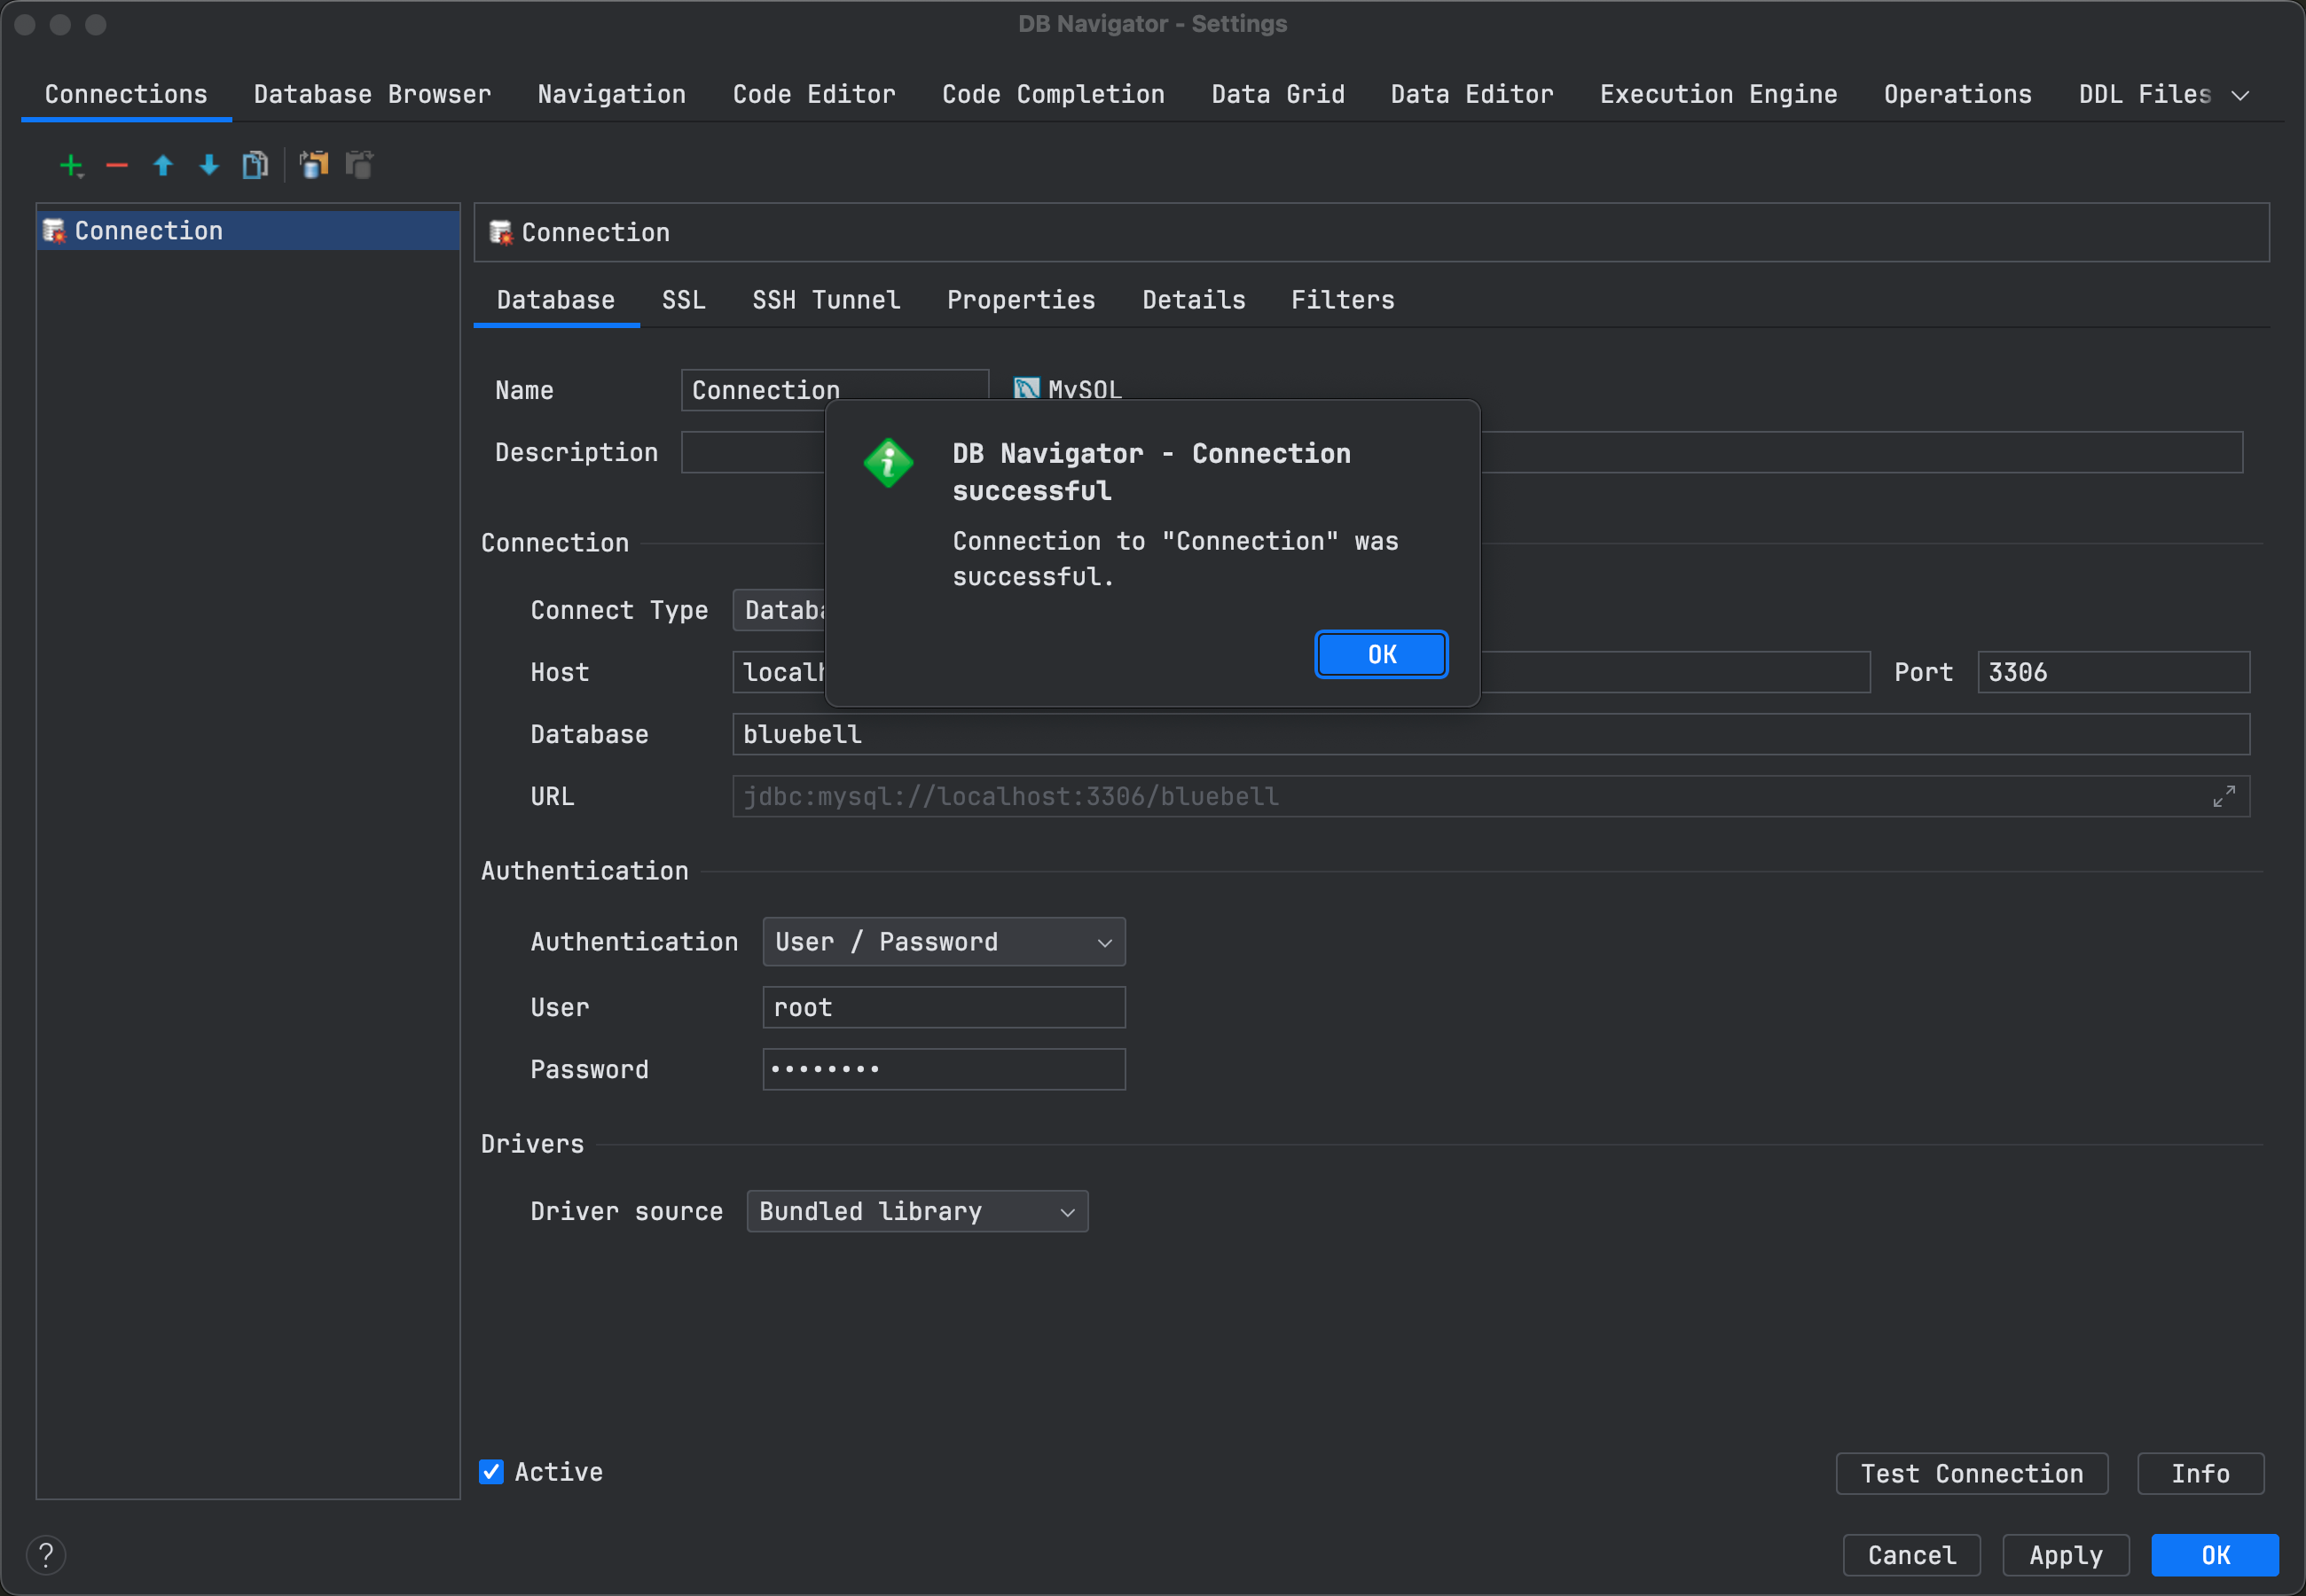 DB Navigator - Settings
Connections Database Browser Navigation Code Editor Code Completion Data Grid Data Editor Execution Engine Operations DDL Files
Connection
Connection
Database SSL SSH Tunnel Properties Details Filters
Name Connection MySQL
Description
DB Navigator - Connection
successful
Connection to "Connection" was
successful.
OK
Connection
Connect Type
Host Port 3306
Database bluebell
URL jdbc:mysql://localhost:3306/bluebell
Authentication
Authentication User / Password
User root
Password ••••••••
Drivers
Driver source Bundled library
Active Test Connection Info
? Cancel Apply OK